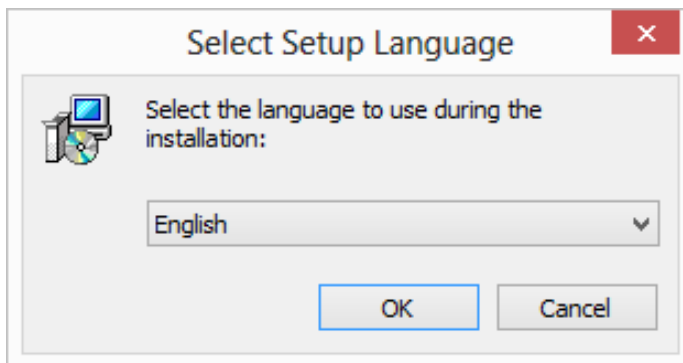 Select Setup Language
Select the language to use during the
installation:
English
OK
Cancel